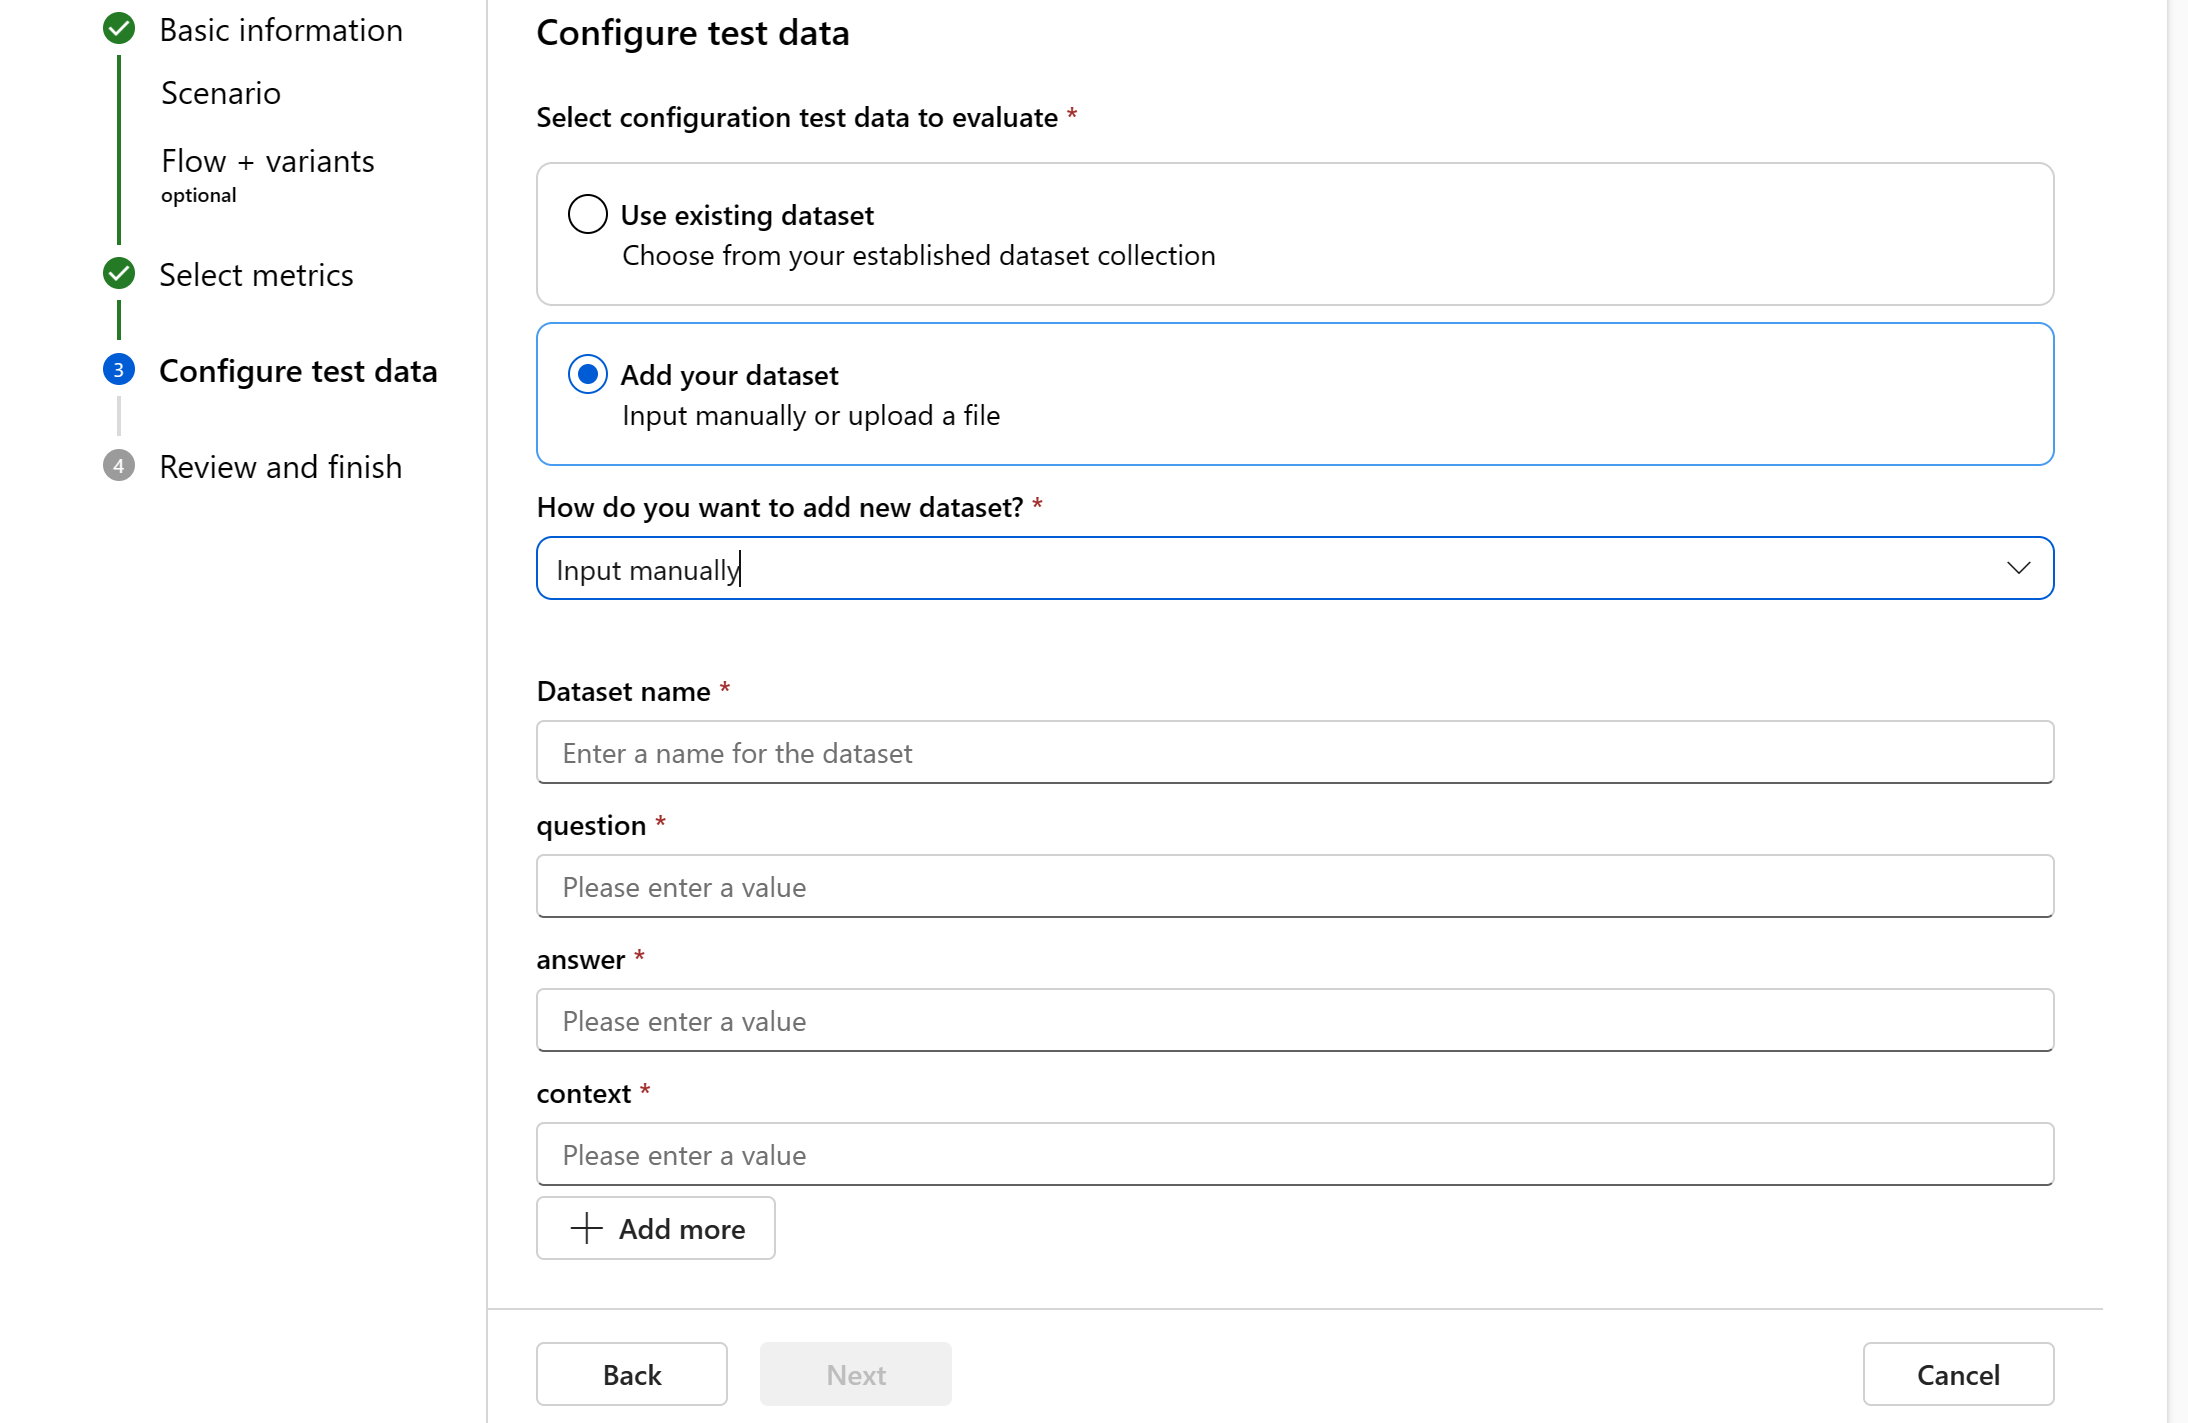 Basic information
Scenario
Flow + variants
optional
Select metrics
3 Configure test data
4 Review and finish
Configure test data
Select configuration test data to evaluate *
Use existing dataset
Choose from your established dataset collection
Add your dataset
Input manually or upload a file
How do you want to add new dataset? *
Input manually
Dataset name *
Enter a name for the dataset
question *
Please enter a value
answer *
Please enter a value
context *
Please enter a value
Add more
Back Next Cancel